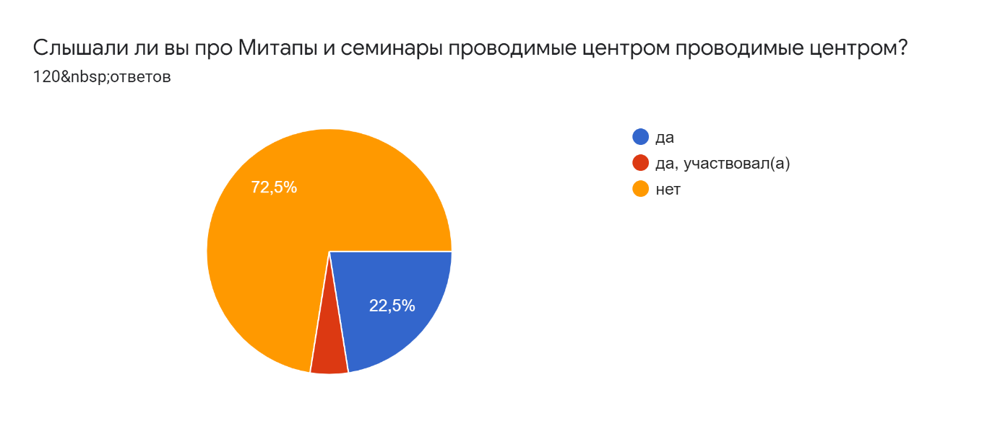 Слышали ли вы про Митапы и семинары проводимые центром проводимые центром?
120&nbsp;ответов
да
да, участвовал(а)
нет
72,5%
22,5%